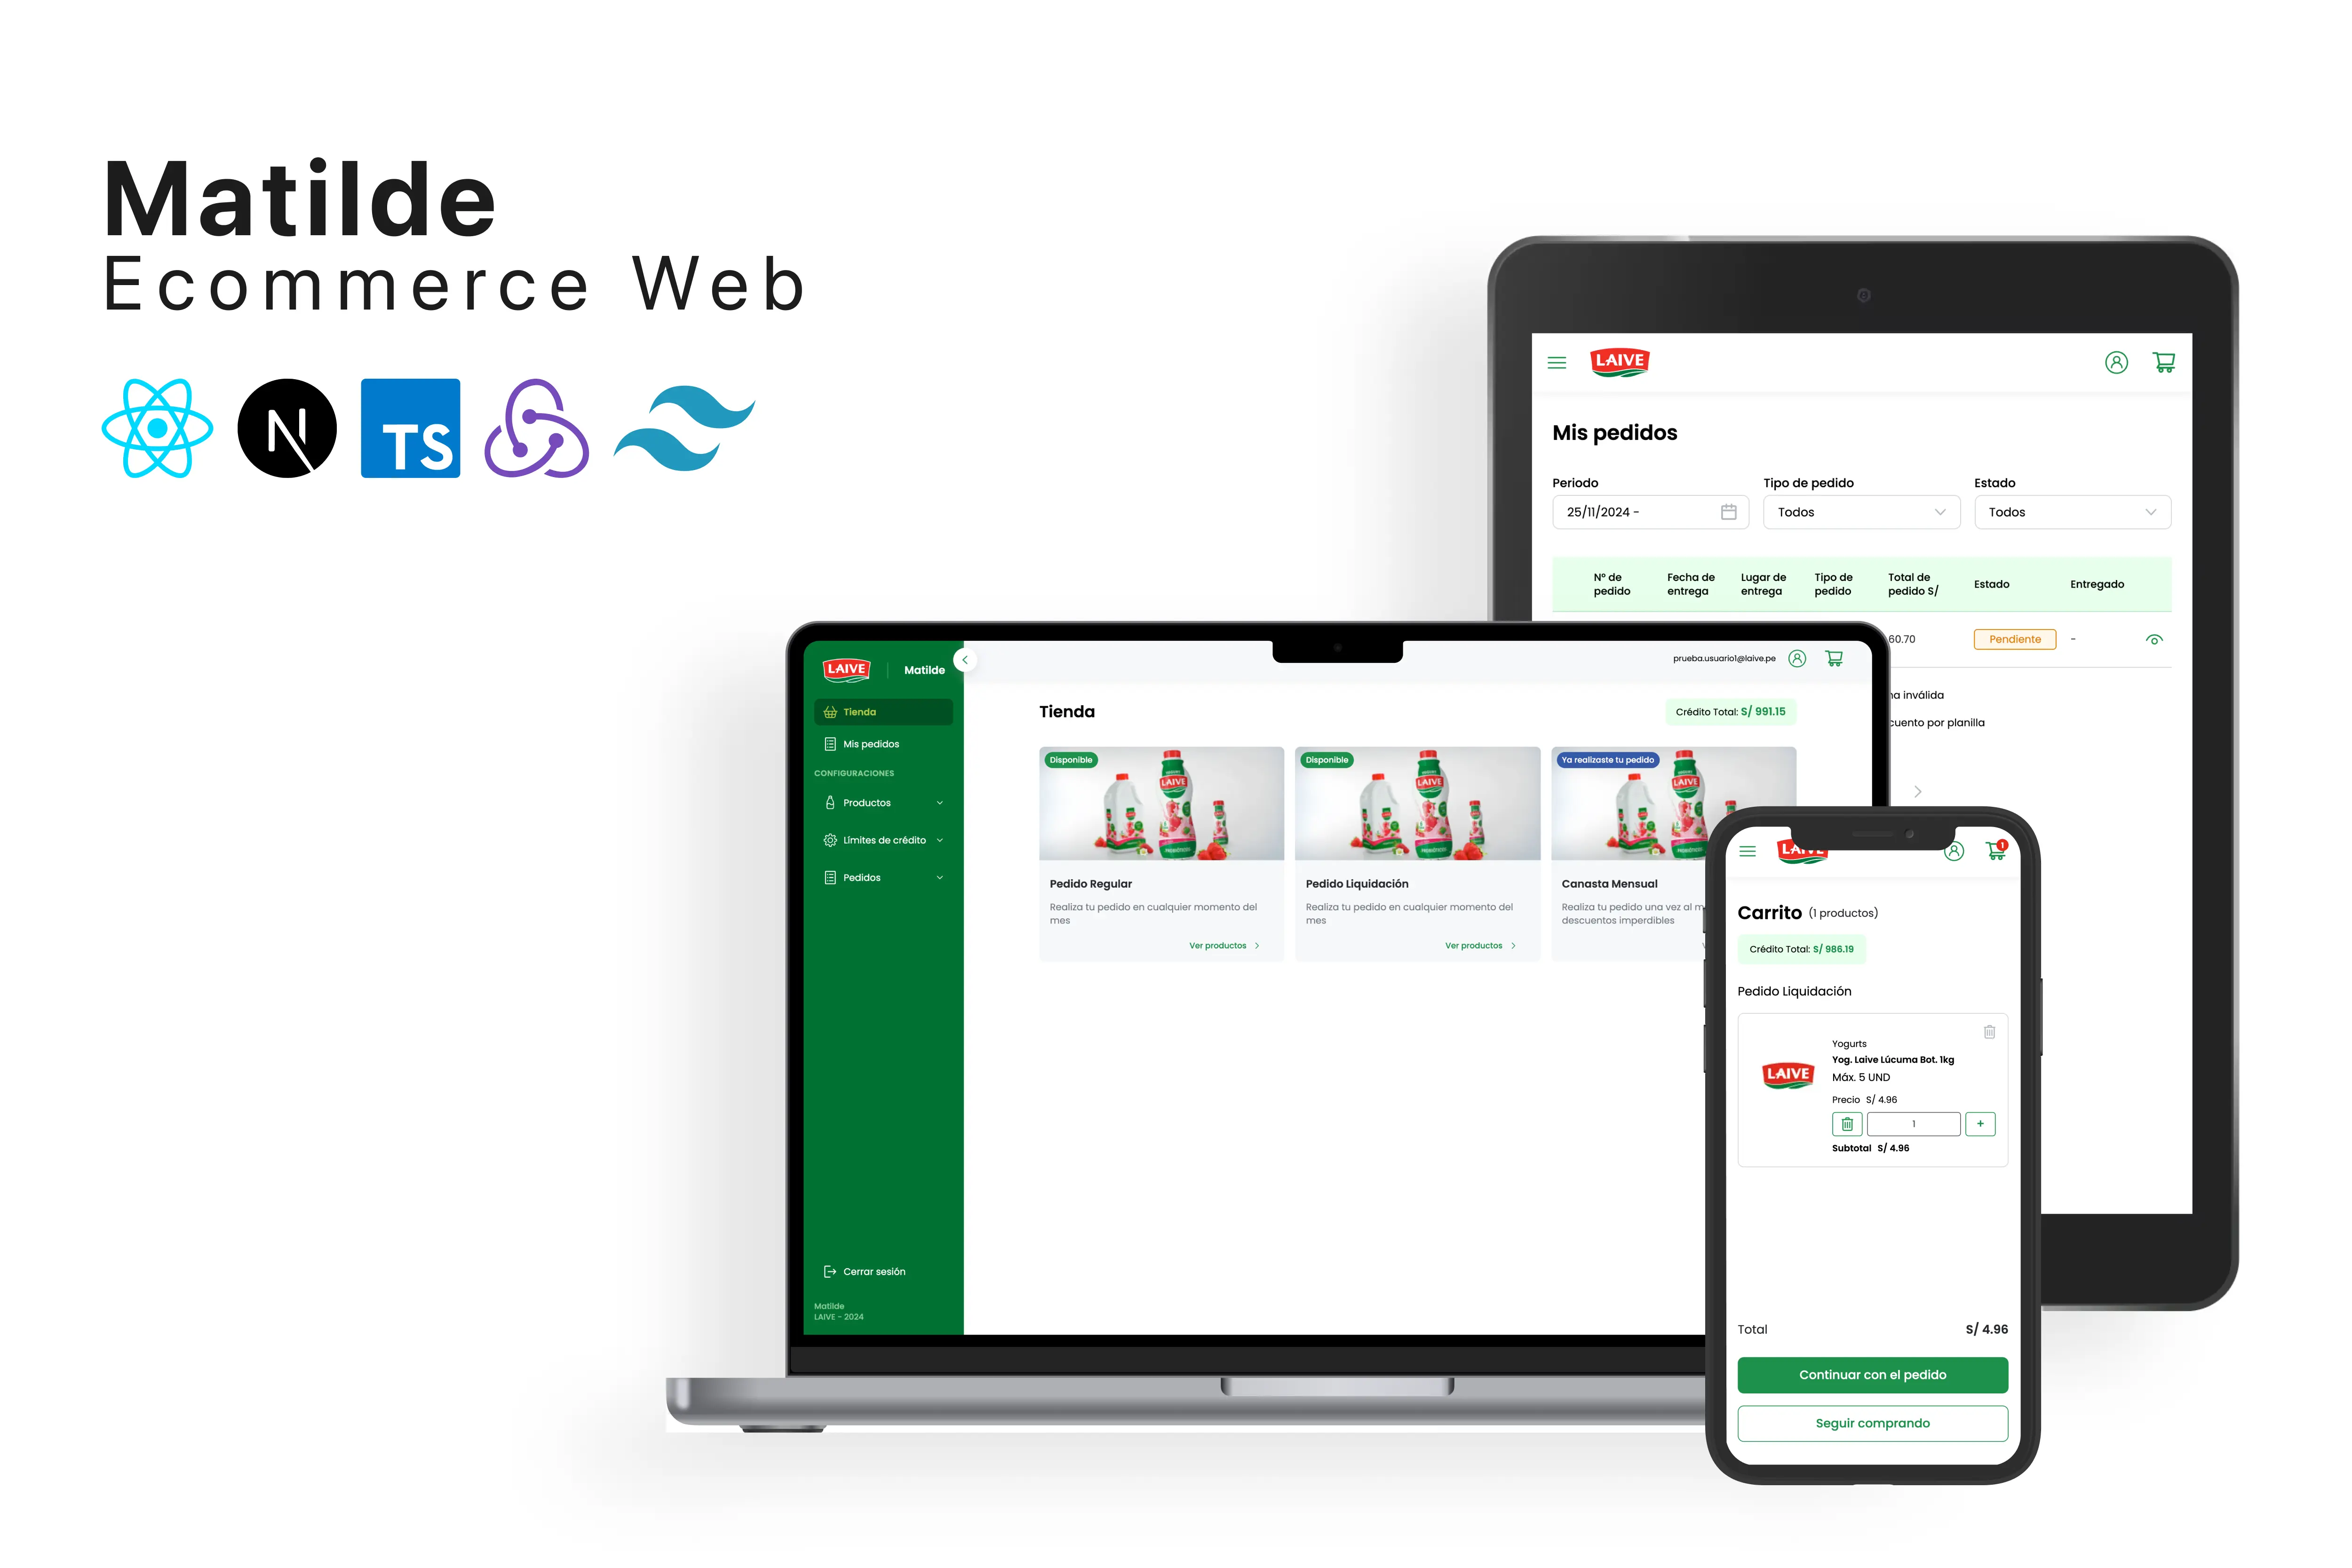 Matilde
Ecommerce Web
N
TS
LAIVE
Mis pedidos
Periodo
Tipo de pedido
Estado
25/11/2024 -
Todos
Todos
Nº de pedido
Fecha de entrega
Lugar de entrega
Tipo de pedido
Total de pedido S/
Estado
Entregado
60.70
Pendiente
-
inválida
por planilla
LAIVE
Matilde
Tienda
Mis pedidos
CONFIGURACIONES
Productos
Límites de crédito
Pedidos
Cerrar sesión
Matilde
LAIVE - 2024
prueba.usuario1@laive.pe
Tienda
Crédito Total: S/ 991.15
Disponible
LAIVE
Pedido Regular
Realiza tu pedido en cualquier momento del
mes
Ver productos
Disponible
LAIVE
Pedido Liquidación
Realiza tu pedido en cualquier momento del
mes
Ver productos
Ya realizaste tu pedido
LAIVE
Canasta Mensual
Realiza tu pedido una vez al m
descuentos imperdibles
LAIVE
1
Carrito (1 productos)
Crédito Total: S/ 986.19
Pedido Liquidación
LAIVE
Yogurts
Yog. Laive Lúcuma Bot. 1kg
Máx. 5 UND
Precio S/ 4.96
1
+
Subtotal S/ 4.96
Total
S/ 4.96
Continuar con el pedido
Seguir comprando